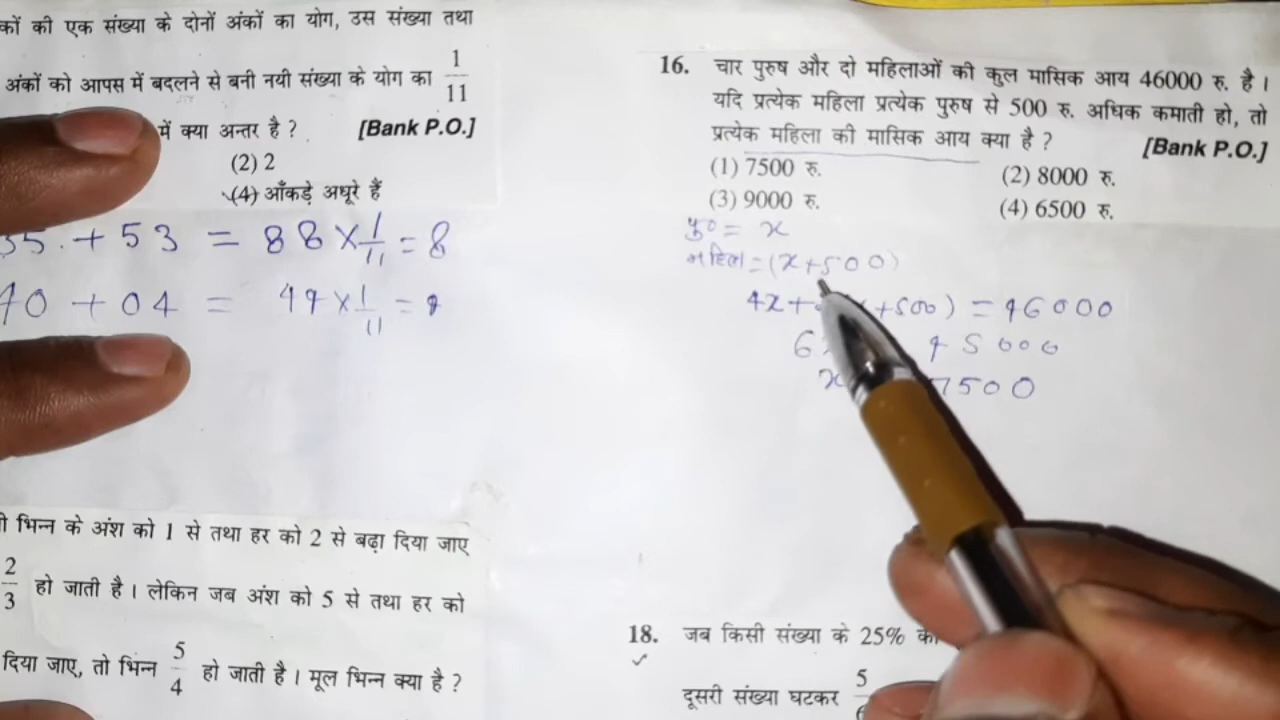 कों की एक संख्या के दोनों अंकों का योग, उस संख्या तथा
अंकों को आपस में बदलने से बनी नयी संख्या के योग का 1/11
में क्या अन्तर है ? [Bank P.O.]
(2) 2
(4) आँकड़े अधूरे हैं
35. + 53 = 88 × 1/11 = 8
40 + 04 = 44 × 1/11 = 4
भिन्न के अंश को 1 से तथा हर को 2 से बढ़ा दिया जाए
2/3 हो जाती है । लेकिन जब अंश को 5 से तथा हर को
दिया जाए, तो भिन्न 5/4 हो जाती है । मूल भिन्न क्या है ?
16. चार पुरुष और दो महिलाओं की कुल मासिक आय 46000 रु. है ।
यदि प्रत्येक महिला प्रत्येक पुरुष से 500 रु. अधिक कमाती हो, तो
प्रत्येक महिला की मासिक आय क्या है ? [Bank P.O.]
(1) 7500 रु. (2) 8000 रु.
(3) 9000 रु. (4) 6500 रु.
पु० = x
महिला = (x+500)
4x+ +500) = 46000
6 45000
x 7500
18. जब किसी संख्या के 25% को
दूसरी संख्या घटकर 5